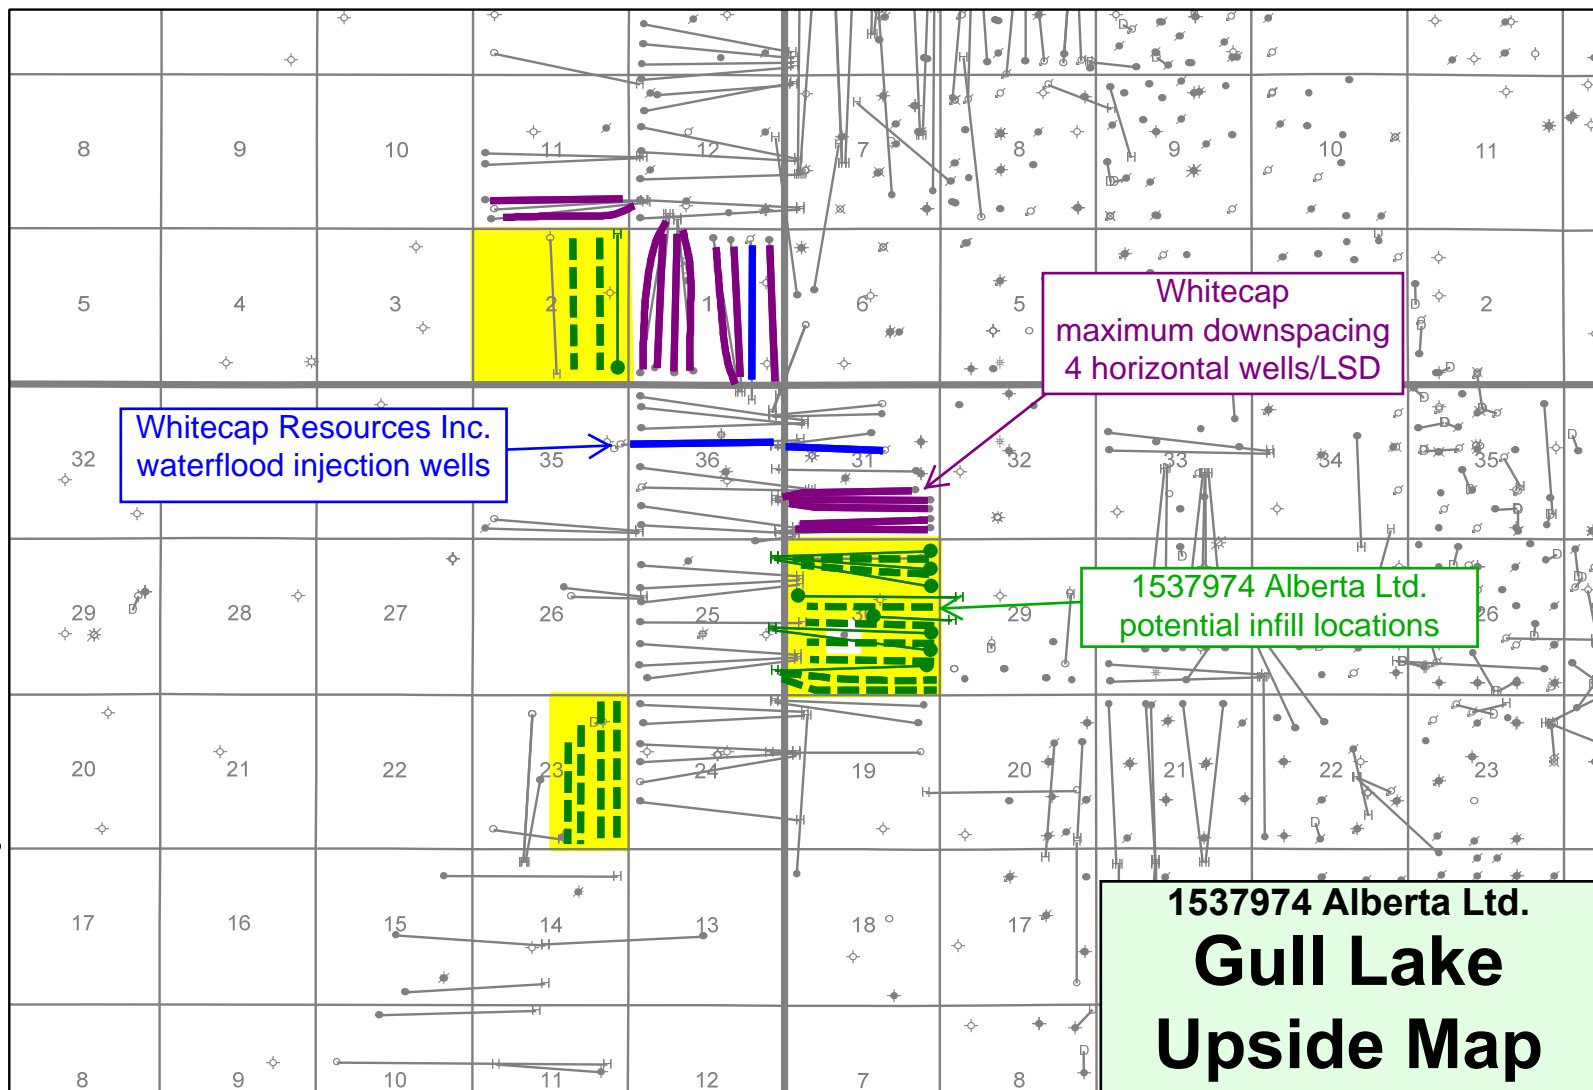 8 9 10 11 12 7 8 9 10 11
5 4 3 2 1 6 5 2
Whitecap
maximum downspacing
4 horizontal wells/LSD
Whitecap Resources Inc.
waterflood injection wells
32 35 36 31 32 33 34 35
1537974 Alberta Ltd.
potential infill locations
29 28 27 26 25 30 29 26
20 21 22 23 24 19 20 21 22 23
17 16 15 14 13 18 17
1537974 Alberta Ltd.
Gull Lake
Upside Map
8 9 10 11 12 7 8